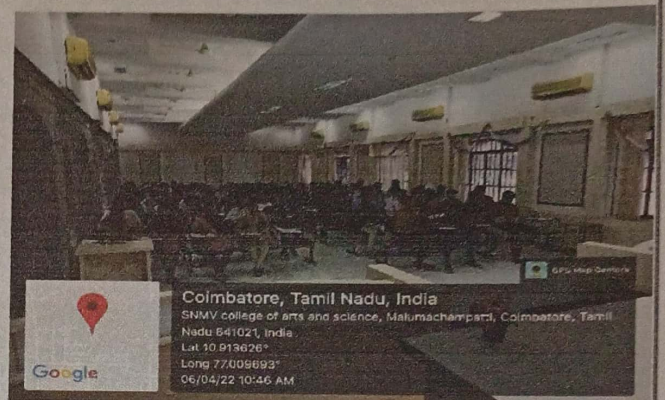 GPS Map Camera
Coimbatore, Tamil Nadu, India
SNMV college of arts and science, Malumachampatti, Coimbatore, Tamil
Nadu 641021, India
Lat 10.913626°
Long 77.009693°
06/04/22 10:46 AM
Google